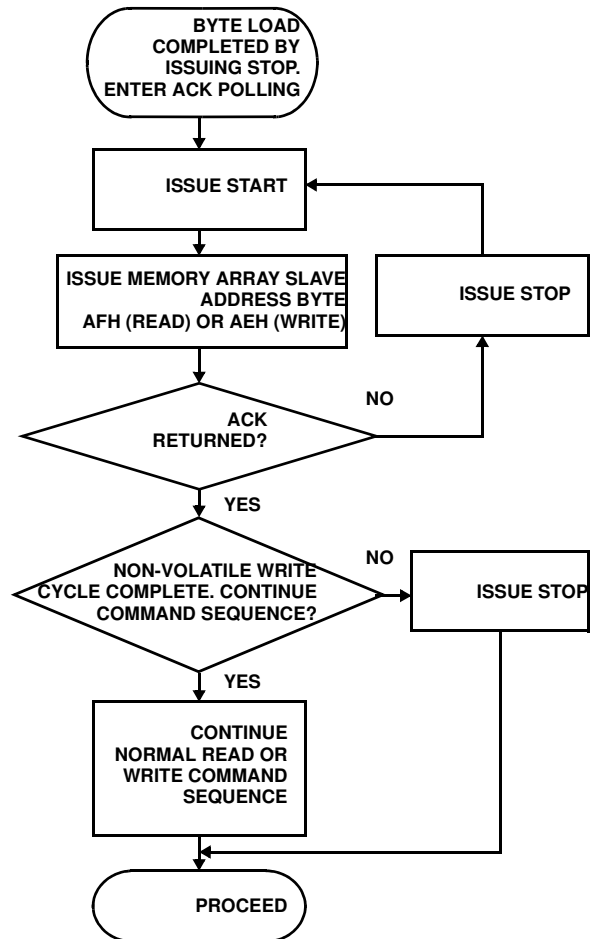 BYTE LOAD
COMPLETED BY
ISSUING STOP.
ENTER ACK POLLING
ISSUE START
ISSUE MEMORY ARRAY SLAVE
ADDRESS BYTE
AFH (READ) OR AEH (WRITE)
ISSUE STOP
ACK
RETURNED?
NO
YES
NON-VOLATILE WRITE
CYCLE COMPLETE. CONTINUE
COMMAND SEQUENCE?
NO
ISSUE STOP
YES
CONTINUE
NORMAL READ OR
WRITE COMMAND
SEQUENCE
PROCEED